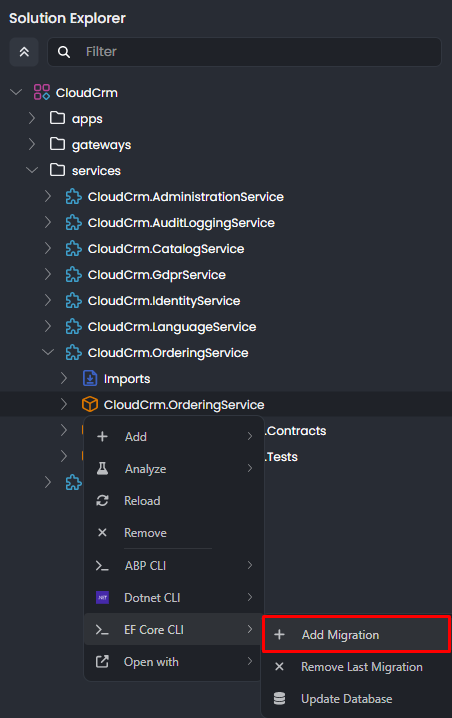 Solution Explorer
Filter
CloudCrm
apps
gateways
services
CloudCrm.AdministrationService
CloudCrm.AuditLoggingService
CloudCrm.CatalogService
CloudCrm.GdprService
CloudCrm.IdentityService
CloudCrm.LanguageService
CloudCrm.OrderingService
Imports
CloudCrm.OrderingService
.Contracts
.Tests
Add
Analyze
Reload
Remove
ABP CLI
.NET
Dotnet CLI
EF Core CLI
Open with
Add Migration
Remove Last Migration
Update Database